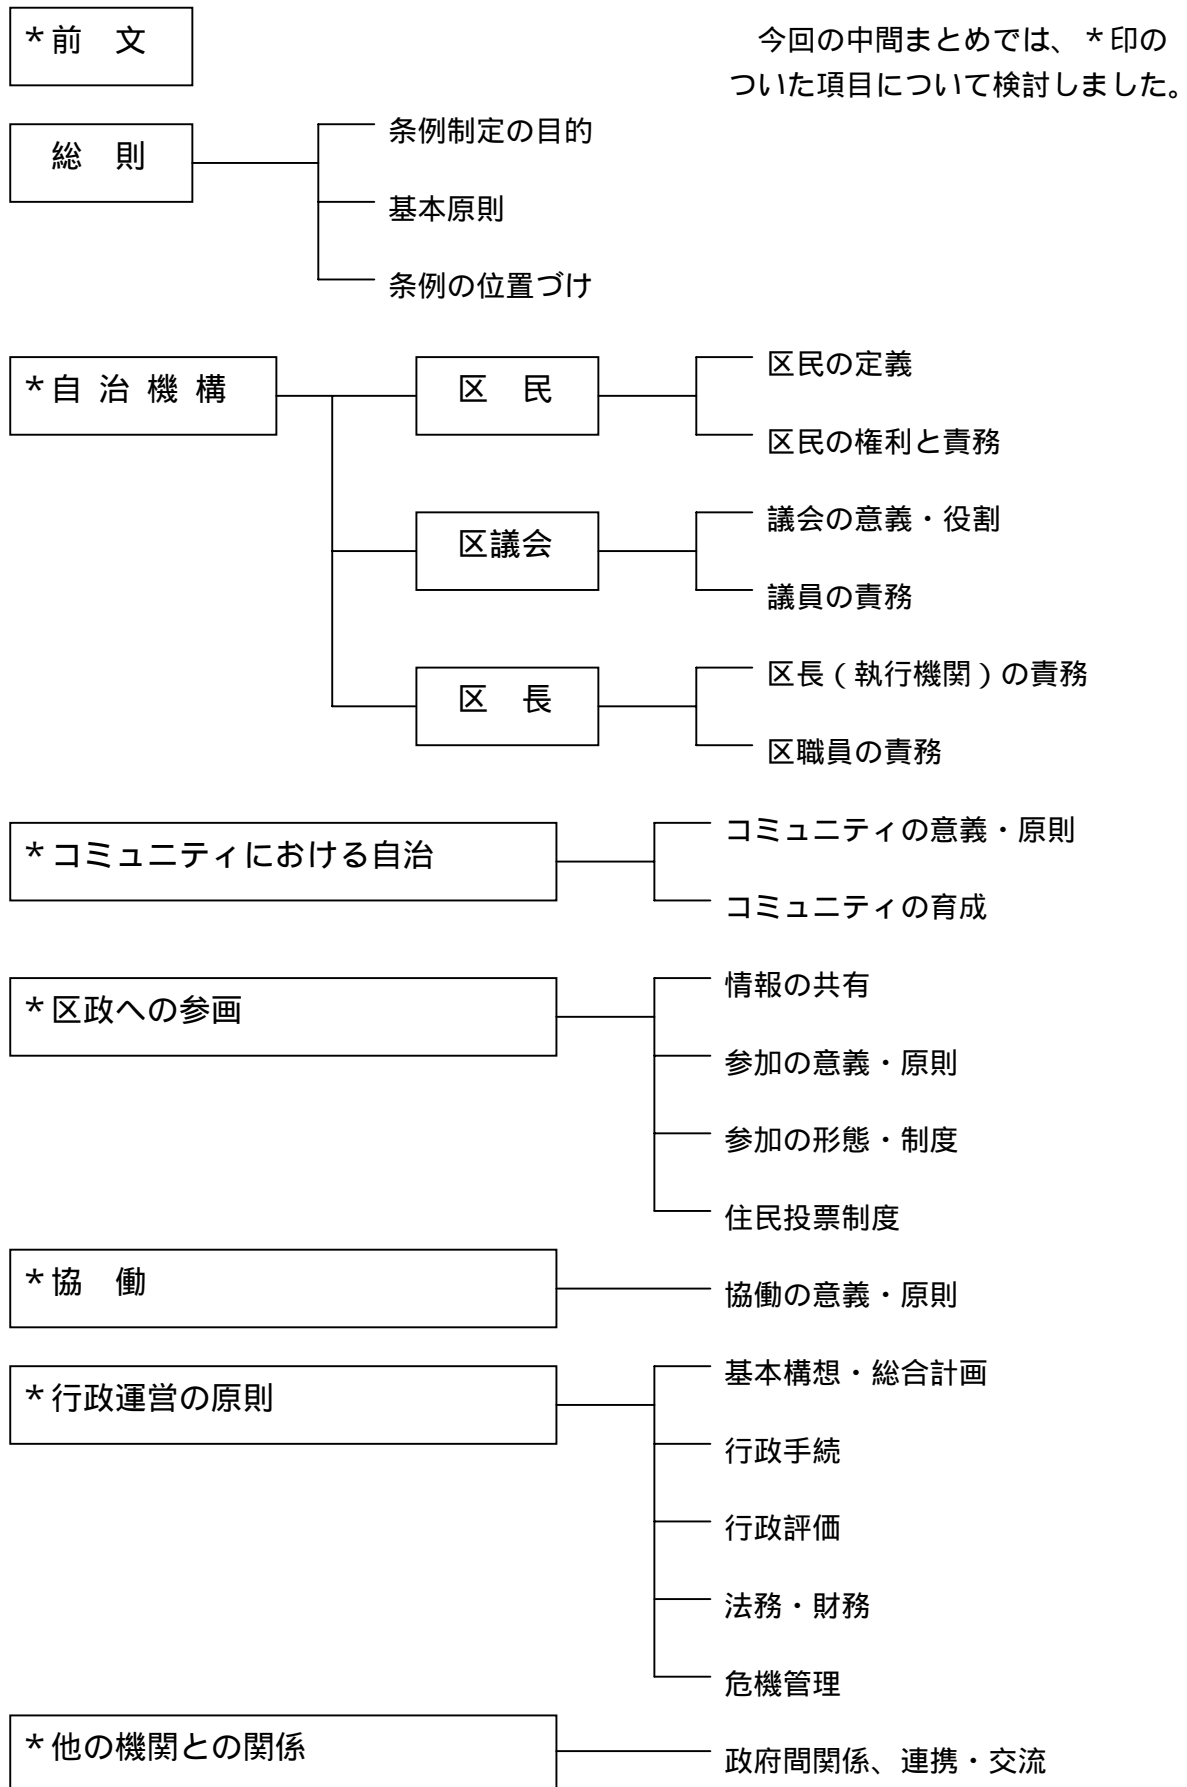 *前　文
今回の中間まとめでは、*印の
ついた項目について検討しました。
総　則
条例制定の目的
基本原則
条例の位置づけ
*自 治 機 構
区　民
区民の定義
区民の権利と責務
区議会
議会の意義・役割
議員の責務
区　長
区長（執行機関）の責務
区職員の責務
*コミュニティにおける自治
コミュニティの意義・原則
コミュニティの育成
*区政への参画
情報の共有
参加の意義・原則
参加の形態・制度
住民投票制度
*協　働
協働の意義・原則
*行政運営の原則
基本構想・総合計画
行政手続
行政評価
法務・財務
危機管理
*他の機関との関係
政府間関係、連携・交流